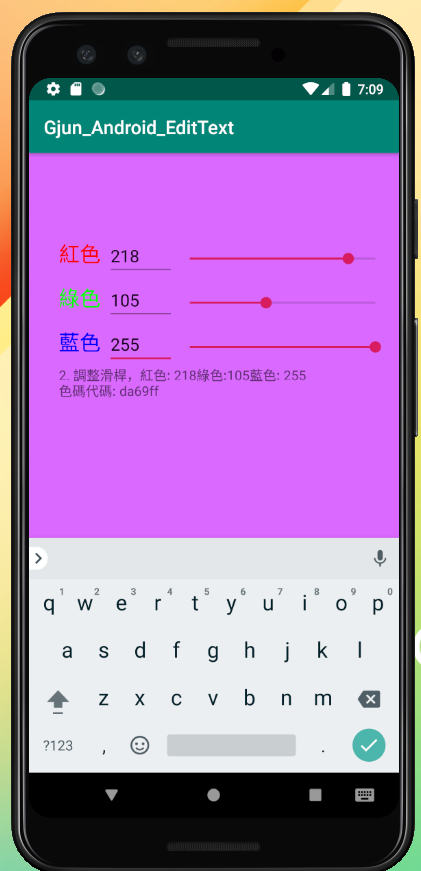 7:09
Gjun_Android_EditText
紅色 218
綠色 105
藍色 255
2. 調整滑桿，紅色: 218綠色:105藍色: 255
色碼代碼: da69ff
1 2 3 4 5 6 7 8 9 0
q w e r t y u i o p
a s d f g h j k l
z x c v b n m
?123 , .